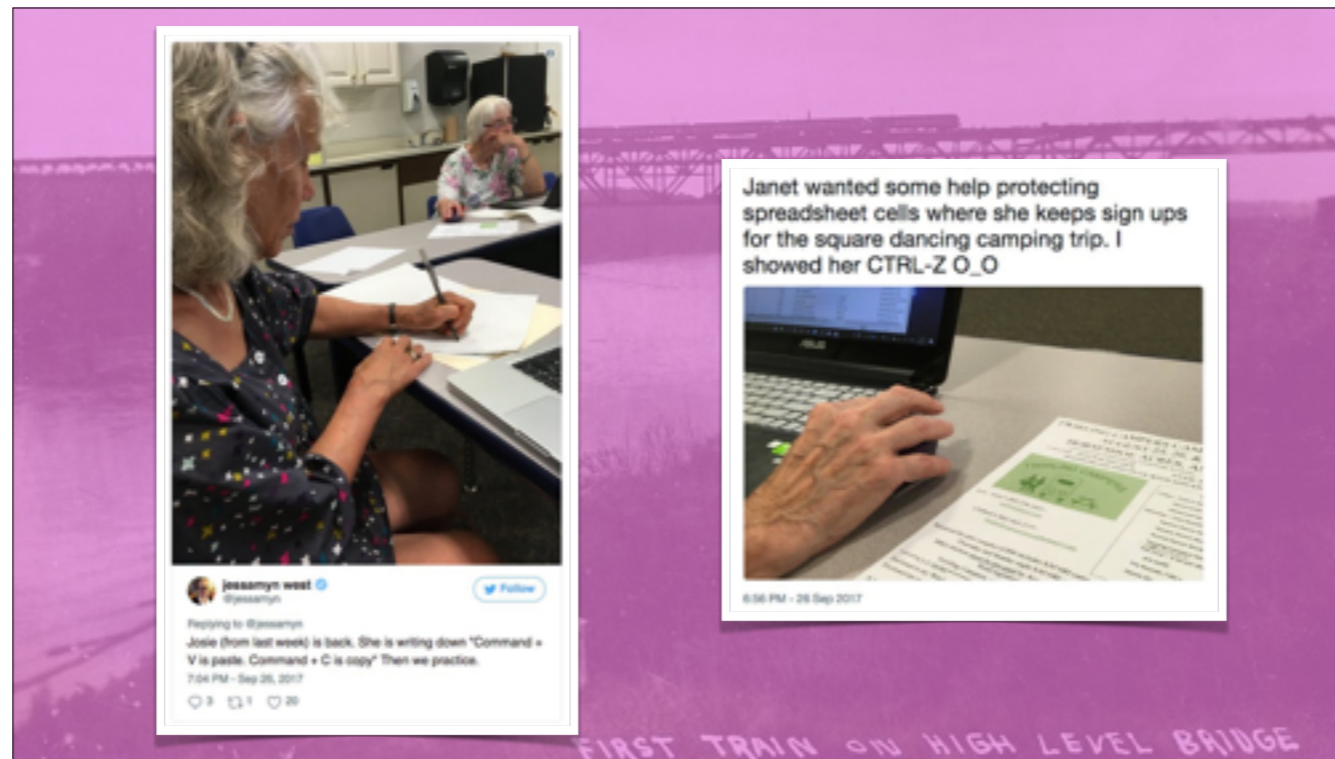 jessamyn west
@jessamyn
Follow
Replying to @jessamyn
Josie (from last week) is back. She is writing down "Command +
V is paste. Command + C is copy" Then we practice.
7:04 PM - Sep 26, 2017
3 1 20
Janet wanted some help protecting
spreadsheet cells where she keeps sign ups
for the square dancing camping trip. I
showed her CTRL-Z O_O
ASUS
6:56 PM - 26 Sep 2017
FIRST TRAIN ON HIGH LEVEL BRIDGE